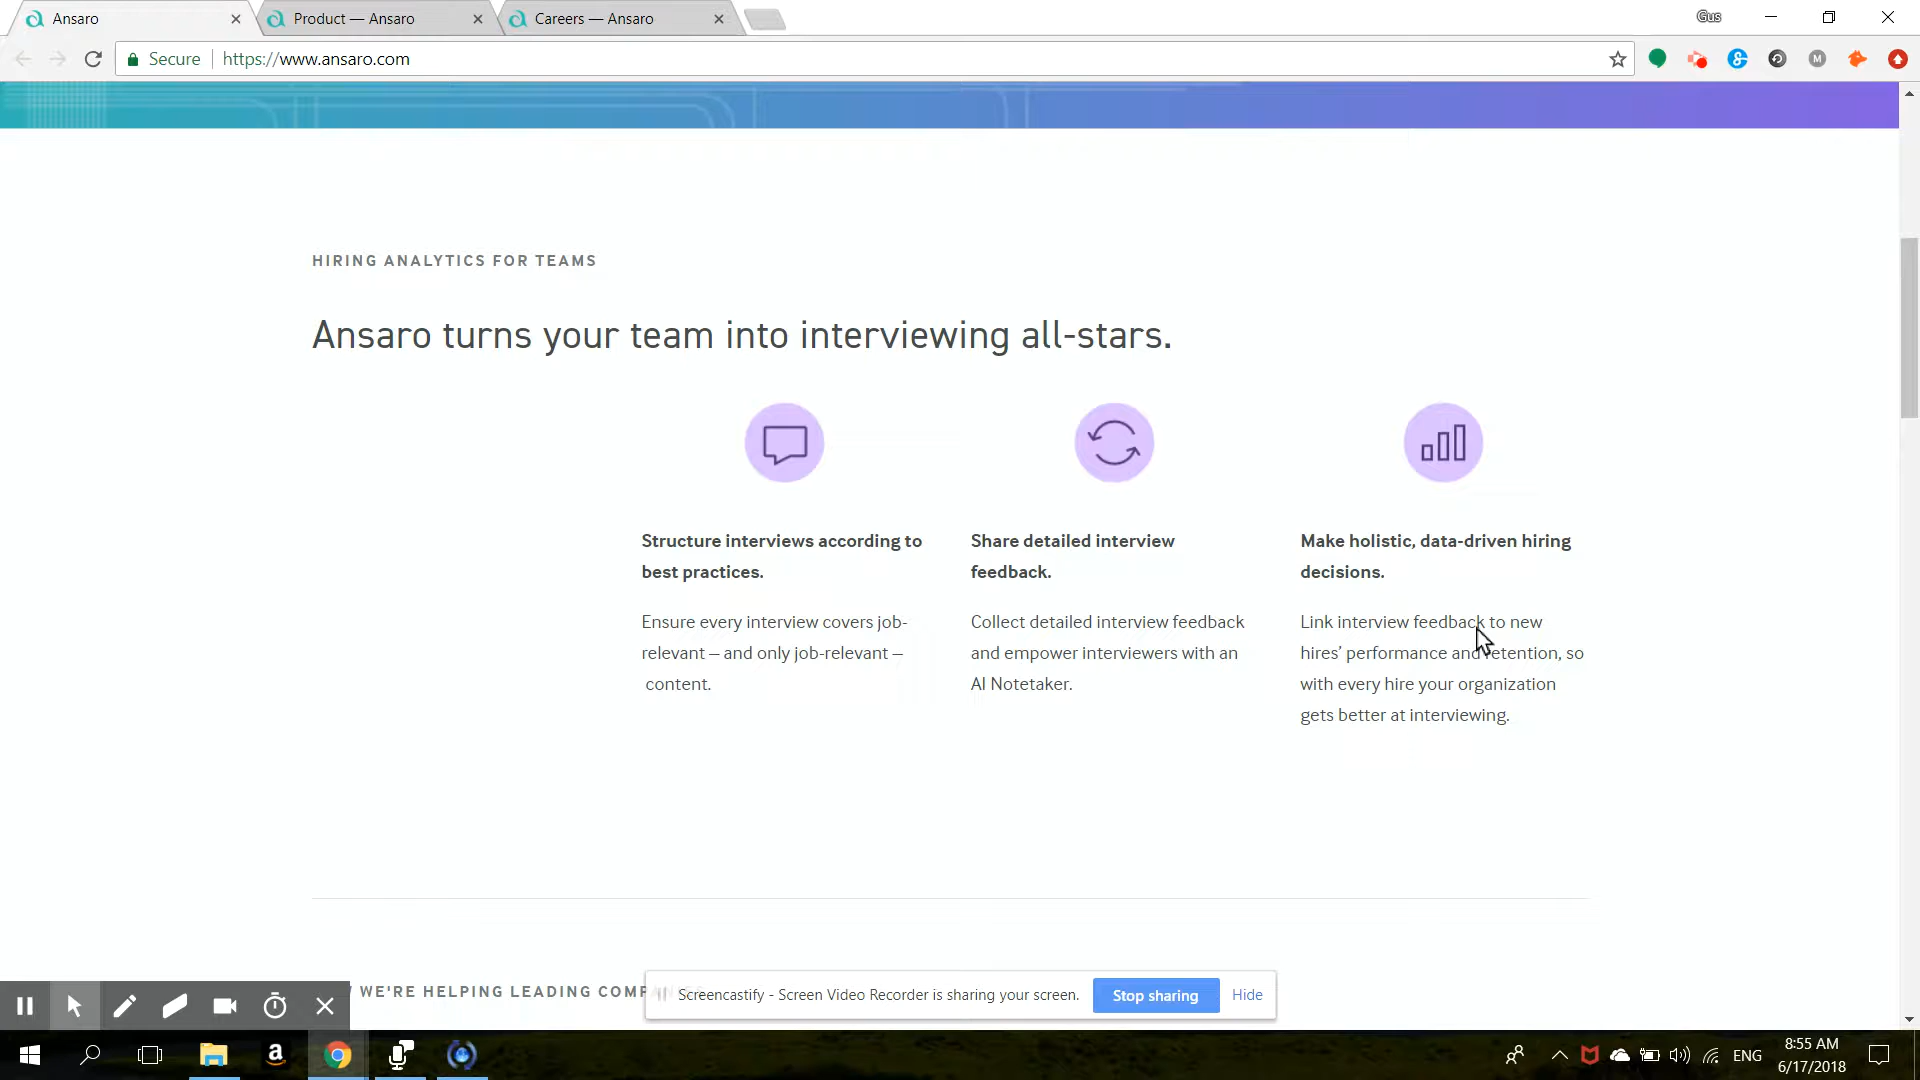 Ansaro
Product — Ansaro
Careers — Ansaro
Gus
Secure
https://www.ansaro.com
HIRING ANALYTICS FOR TEAMS
Ansaro turns your team into interviewing all-stars.
Structure interviews according to
best practices.
Ensure every interview covers job-
relevant – and only job-relevant –
content.
Share detailed interview
feedback.
Collect detailed interview feedback
and empower interviewers with an
AI Notetaker.
Make holistic, data-driven hiring
decisions.
Link interview feedback to new
hires’ performance and retention, so
with every hire your organization
gets better at interviewing.
WE'RE HELPING LEADING COMP
Screencastify - Screen Video Recorder is sharing your screen.
Stop sharing
Hide
ENG
8:55 AM
6/17/2018